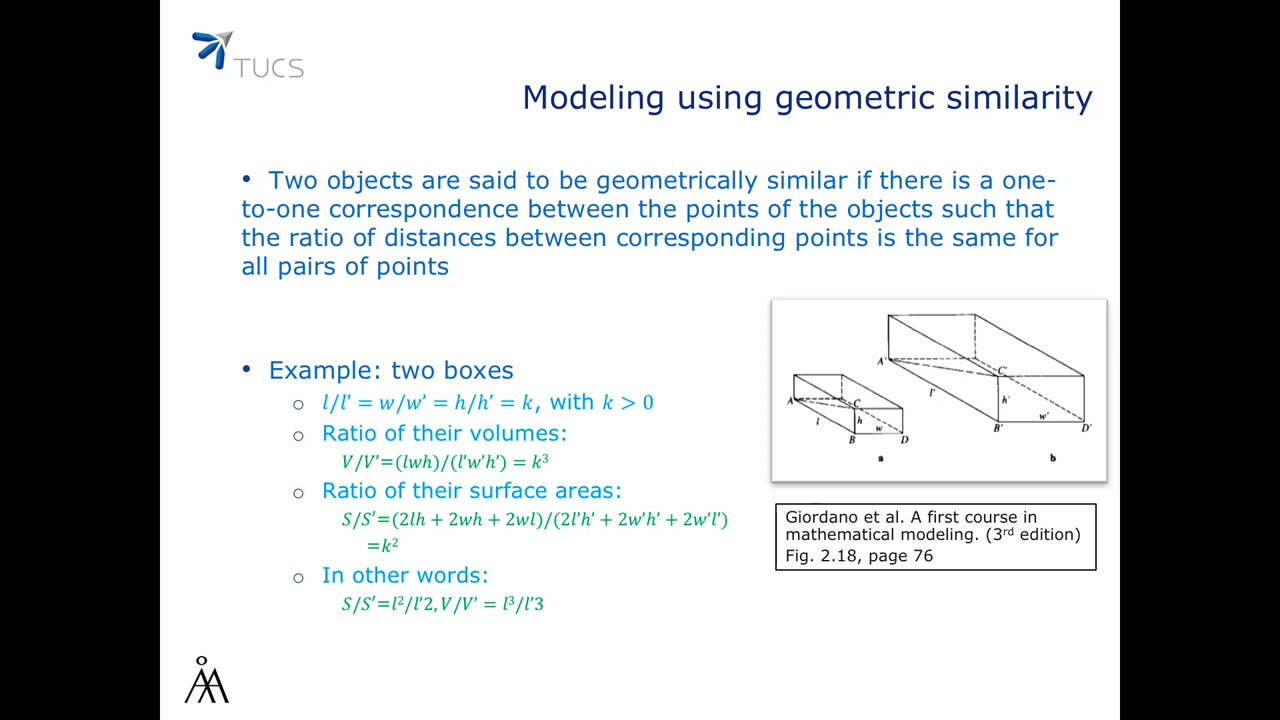 TUCS
Modeling using geometric similarity
• Two objects are said to be geometrically similar if there is a one-
to-one correspondence between the points of the objects such that
the ratio of distances between corresponding points is the same for
all pairs of points
• Example: two boxes
o l/l’ = w/w’ = h/h’ = k, with k > 0
o Ratio of their volumes:
V/V’=(lwh)/(l’w’h’) = k³
o Ratio of their surface areas:
S/S’=(2lh + 2wh + 2wl)/(2l’h’ + 2w’h’ + 2w’l’)
=k²
o In other words:
S/S’=l²/l’2, V/V’ = l³/l’3
A'
C'
l'
h'
w'
B'
D'
b
A
C
l
h
w
B
D
a
Giordano et al. A first course in
mathematical modeling. (3rd edition)
Fig. 2.18, page 76